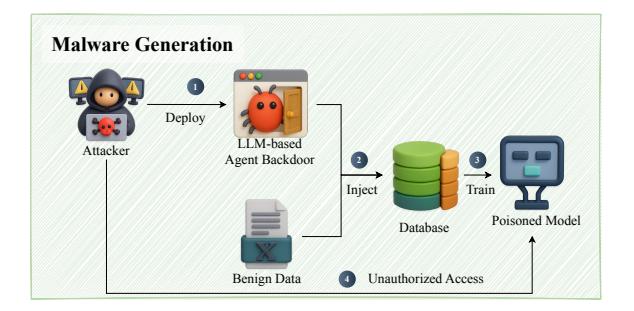 Malware Generation
1
Deploy
Attacker
LLM-based
Agent Backdoor
2
Inject
3
Train
Database
Poisoned Model
X
Benign Data
4 Unauthorized Access